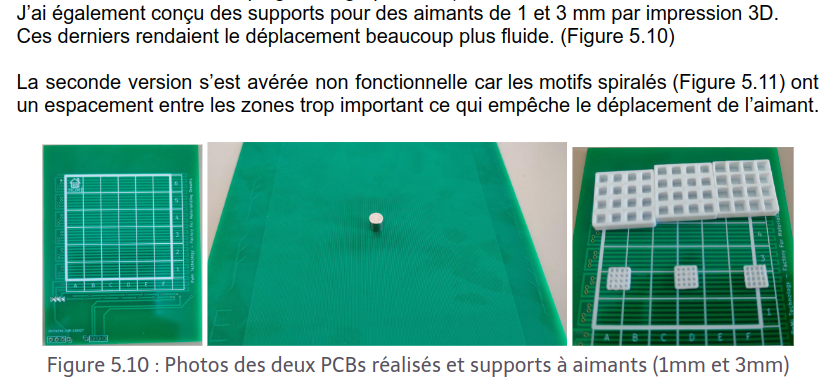 J'ai également conçu des supports pour des aimants de 1 et 3 mm par impression 3D.
Ces derniers rendaient le déplacement beaucoup plus fluide. (Figure 5.10)
La seconde version s'est avérée non fonctionnelle car les motifs spiralés (Figure 5.11) ont
un espacement entre les zones trop important ce qui empêche le déplacement de l'aimant.
A B C D E F
A B C D E F
Figure 5.10 : Photos des deux PCBs réalisés et supports à aimants (1mm et 3mm)